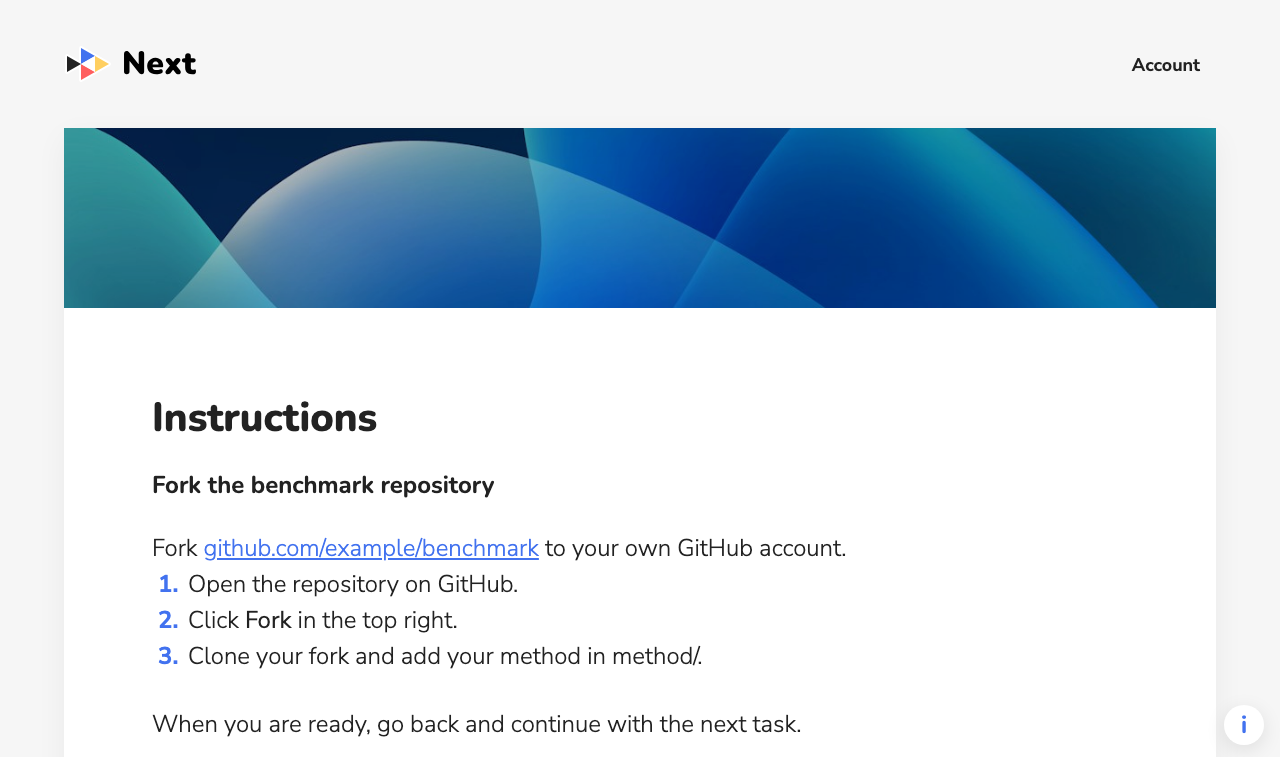 Next
Account
Instructions
Fork the benchmark repository
Fork github.com/example/benchmark to your own GitHub account.
1. Open the repository on GitHub.
2. Click Fork in the top right.
3. Clone your fork and add your method in method/.
When you are ready, go back and continue with the next task.
i